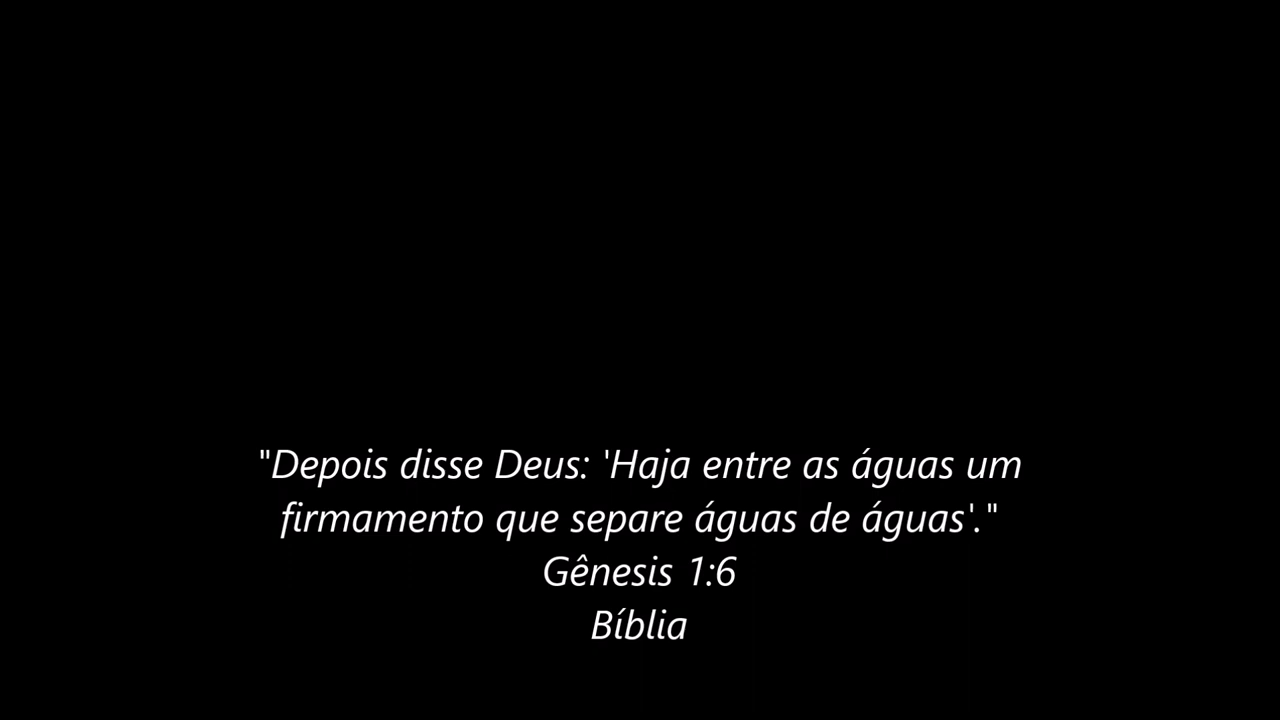 "Depois disse Deus: 'Haja entre as águas um
firmamento que separe águas de águas'."
Gênesis 1:6
Bíblia